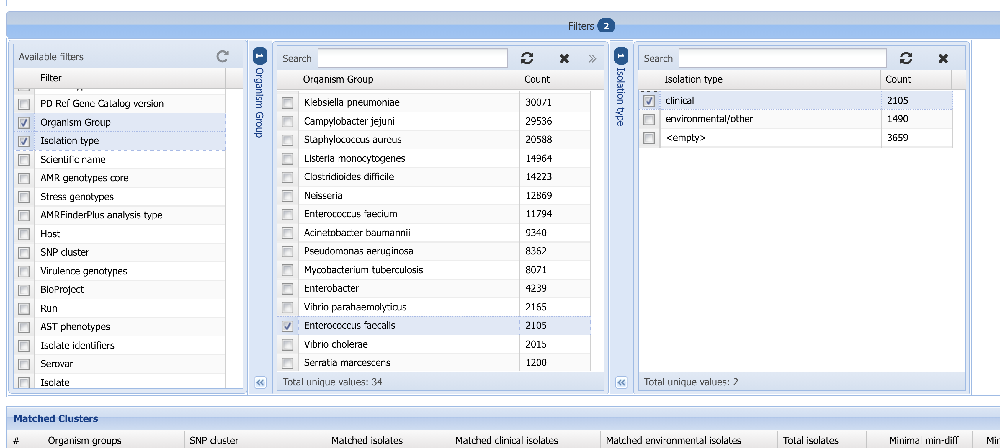 Filters 2
Available filters
Filter
PD Ref Gene Catalog version
Organism Group
Isolation type
Scientific name
AMR genotypes core
Stress genotypes
AMRFinderPlus analysis type
Host
SNP cluster
Virulence genotypes
BioProject
Run
AST phenotypes
Isolate identifiers
Serovar
Isolate
1 Organism Group
Search
Organism Group Count
Klebsiella pneumoniae 30071
Campylobacter jejuni 29536
Staphylococcus aureus 20588
Listeria monocytogenes 14964
Clostridioides difficile 14223
Neisseria 12869
Enterococcus faecium 11794
Acinetobacter baumannii 9340
Pseudomonas aeruginosa 8362
Mycobacterium tuberculosis 8071
Enterobacter 4239
Vibrio parahaemolyticus 2165
Enterococcus faecalis 2105
Vibrio cholerae 2015
Serratia marcescens 1200
Total unique values: 34
1 Isolation type
Search
Isolation type Count
clinical 2105
environmental/other 1490
<empty> 3659
Total unique values: 2
Matched Clusters
# Organism groups SNP cluster Matched isolates Matched clinical isolates Matched environmental isolates Total isolates Minimal min-diff